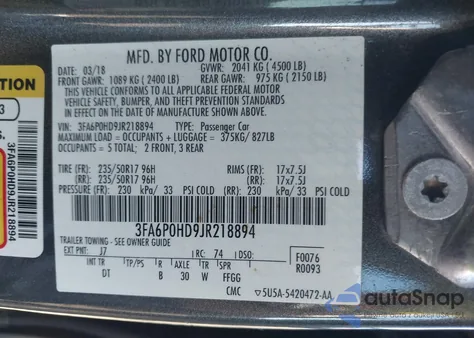 MFD. BY FORD MOTOR CO.
DATE: 03/18 GVWR: 2041 KG (4500 LB)
FRONT GAWR: 1089 KG (2400 LB) REAR GAWR: 975 KG (2150 LB)
THIS VEHICLE CONFORMS TO ALL APPLICABLE FEDERAL MOTOR
VEHICLE SAFETY, BUMPER, AND THEFT PREVENTION STANDARDS IN
EFFECT ON THE DATE OF MANUFACTURE SHOWN ABOVE.
VIN: 3FA6P0HD9JR218894 TYPE: Passenger Car
MAXIMUM LOAD = OCCUPANTS + LUGGAGE = 375KG/ 827LB
OCCUPANTS = 5 TOTAL: 2 FRONT, 3 REAR
TIRE (FR): 235/50R17 96H RIMS (FR): 17x7.5J
(RR): 235/50R17 96H (RR): 17x7.5J
PRESSURE (FR): 230 kPa/ 33 PSI COLD (RR): 230 kPa/ 33 PSI COLD
3FA6P0HD9JR218894
TRAILER TOWING - SEE OWNER GUIDE
EXT PNT: J7 RC: 74 DSO: F0076
R0093
INT TR TP/PS R AXLE TR SPR
DT B 30 W FFGG
CMC 5U5A-5420472-AA
TION
3
3FA6P0HD9JR218894
autoSnap